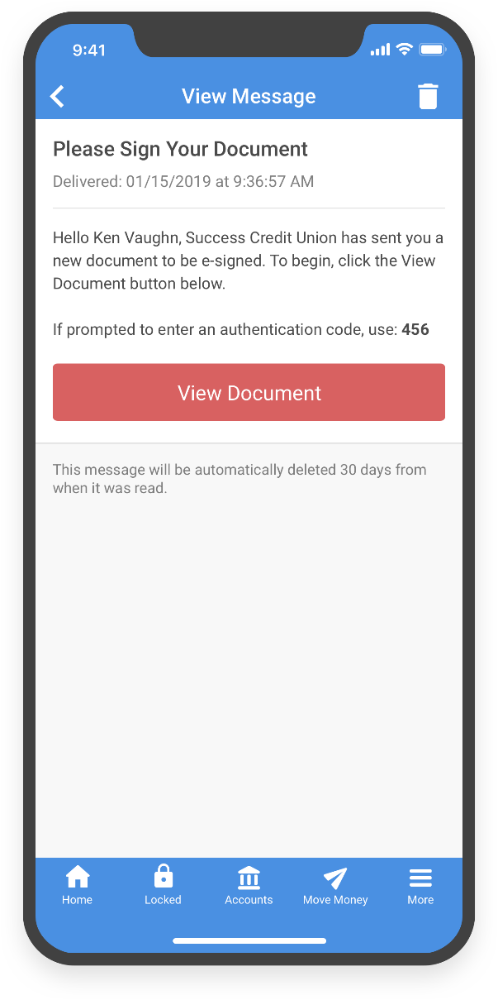 9:41
View Message
Please Sign Your Document
Delivered: 01/15/2019 at 9:36:57 AM
Hello Ken Vaughn, Success Credit Union has sent you a
new document to be e-signed. To begin, click the View
Document button below.
If prompted to enter an authentication code, use: 456
View Document
This message will be automatically deleted 30 days from
when it was read.
Home Locked Accounts Move Money More